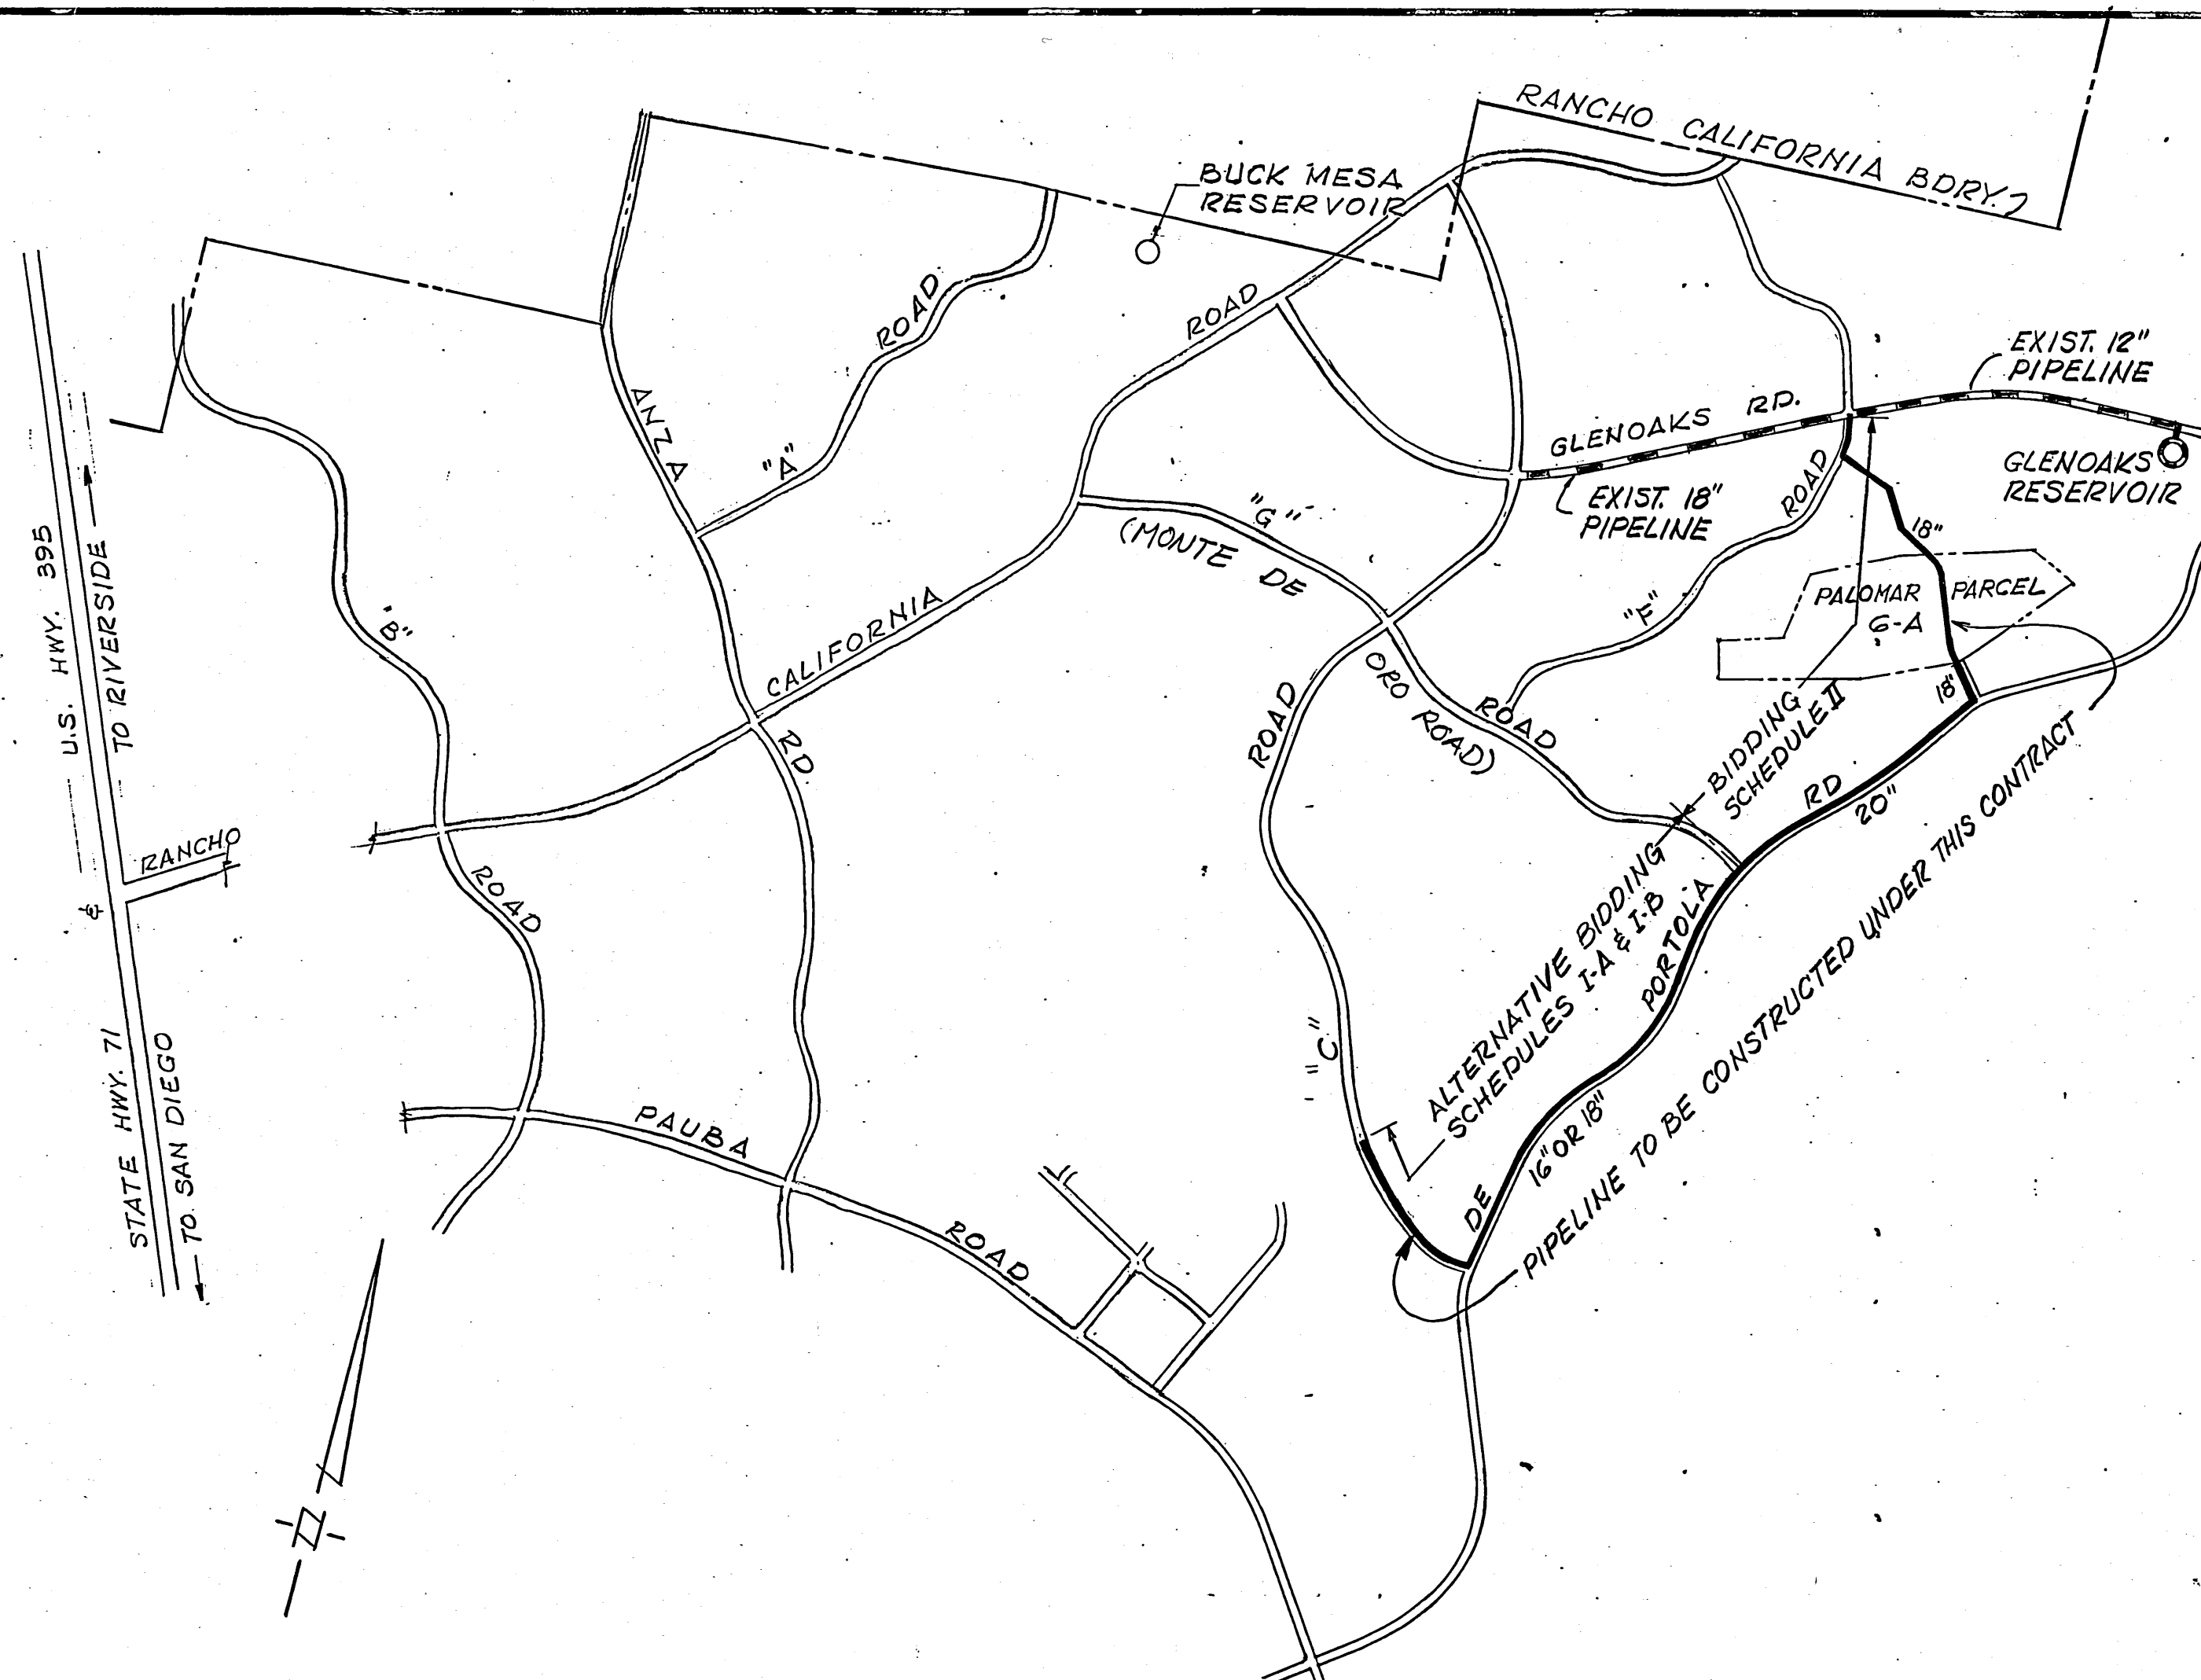 RANCHO CALIFORNIA BDRY.
BUCK MESA
RESERVOIR
ROAD
ROAD
"A"
ANZA
RD.
EXIST. 12"
PIPELINE
GLENOAKS RD.
GLENOAKS
RESERVOIR
EXIST. 18"
PIPELINE
ROAD
"F"
18"
PALOMAR PARCEL
6-A
18"
"G"
(MONTE DE
ORO ROAD)
ROAD
CALIFORNIA
"B"
ROAD
U.S. HWY. 395
TO RIVERSIDE
&
RANCHO
STATE HWY. 71
TO SAN DIEGO
ROAD
"C"
BIDDING
SCHEDULE II
RD
20"
ALTERNATIVE BIDDING
SCHEDULES I-A & I-B
PORTOLA
DE
16" OR 18"
PIPELINE TO BE CONSTRUCTED UNDER THIS CONTRACT
PAUBA
ROAD